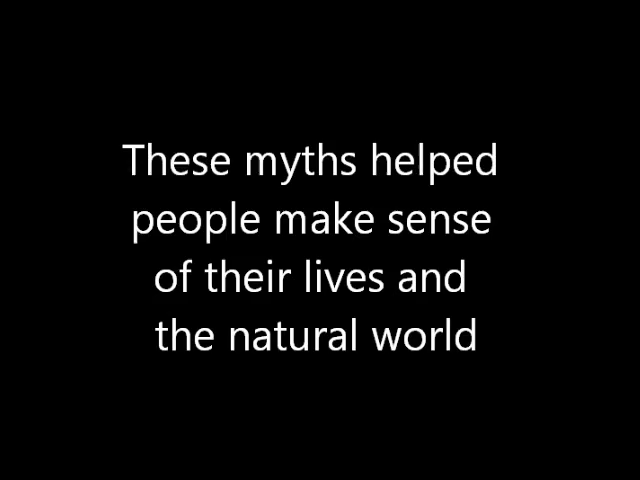 These myths helped
people make sense
of their lives and
the natural world